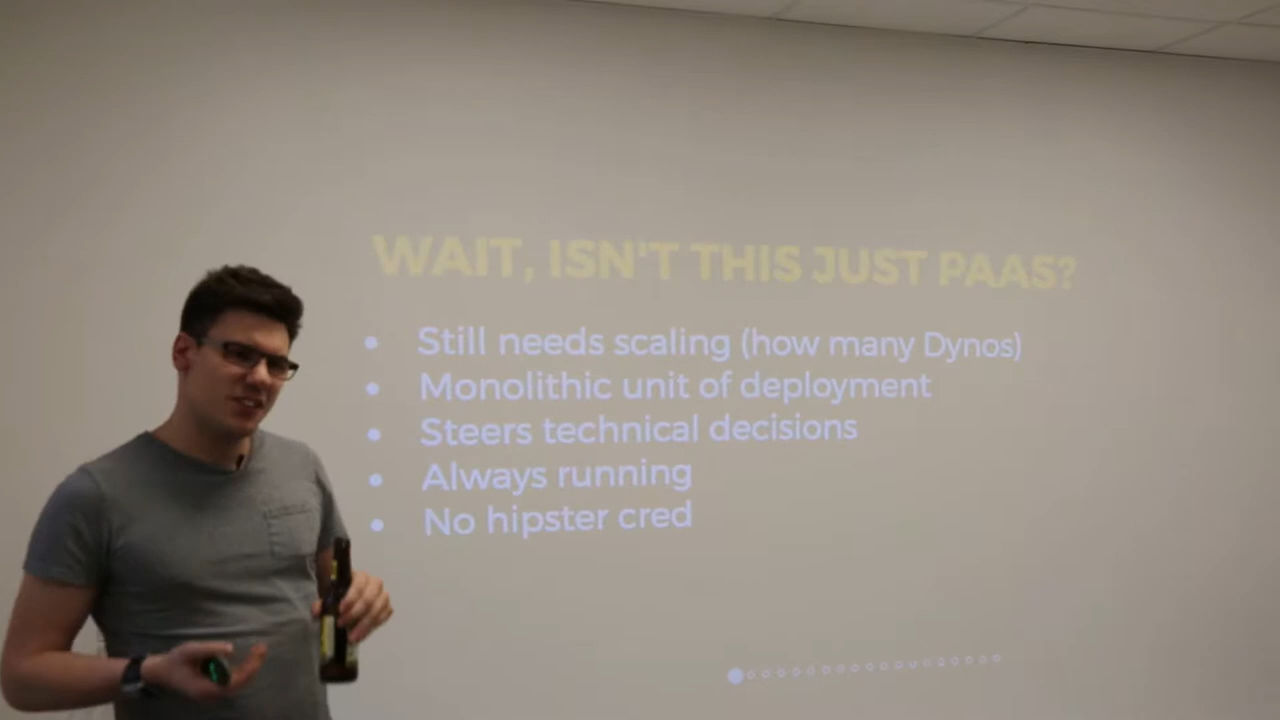 WAIT, ISN'T THIS JUST PAAS?
Still needs scaling (how many Dynos)
Monolithic unit of deployment
Steers technical decisions
Always running
No hipster cred